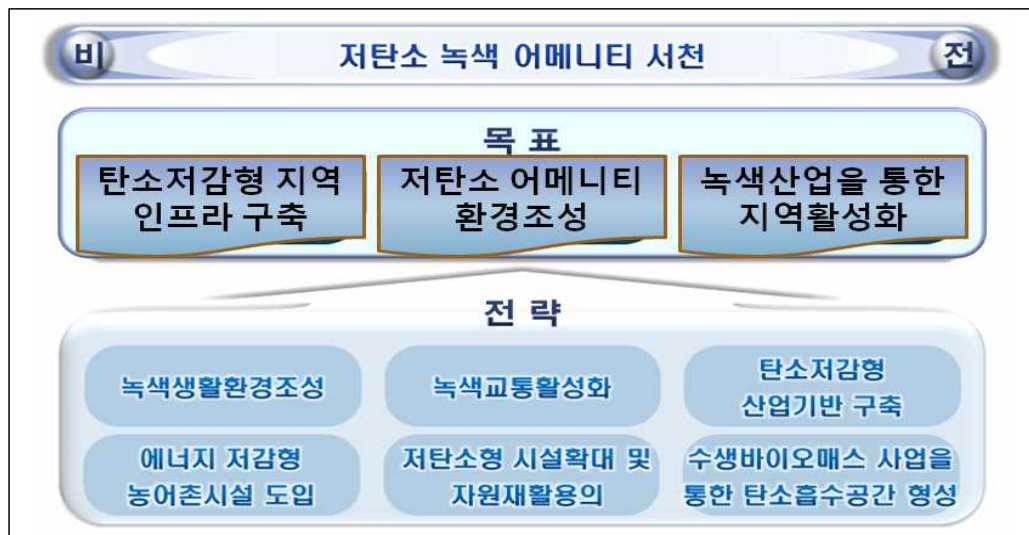 비 저탄소 녹색 어메니티 서천 전
목 표
탄소저감형 지역
인프라 구축
저탄소 어메니티
환경조성
녹색산업을 통한
지역활성화
전 략
녹색생활환경조성
녹색교통활성화
탄소저감형
산업기반 구축
에너지 저감형
농어촌시설 도입
저탄소형 시설확대 및
자원재활용의
수생바이오매스 사업을
통한 탄소흡수공간 형성